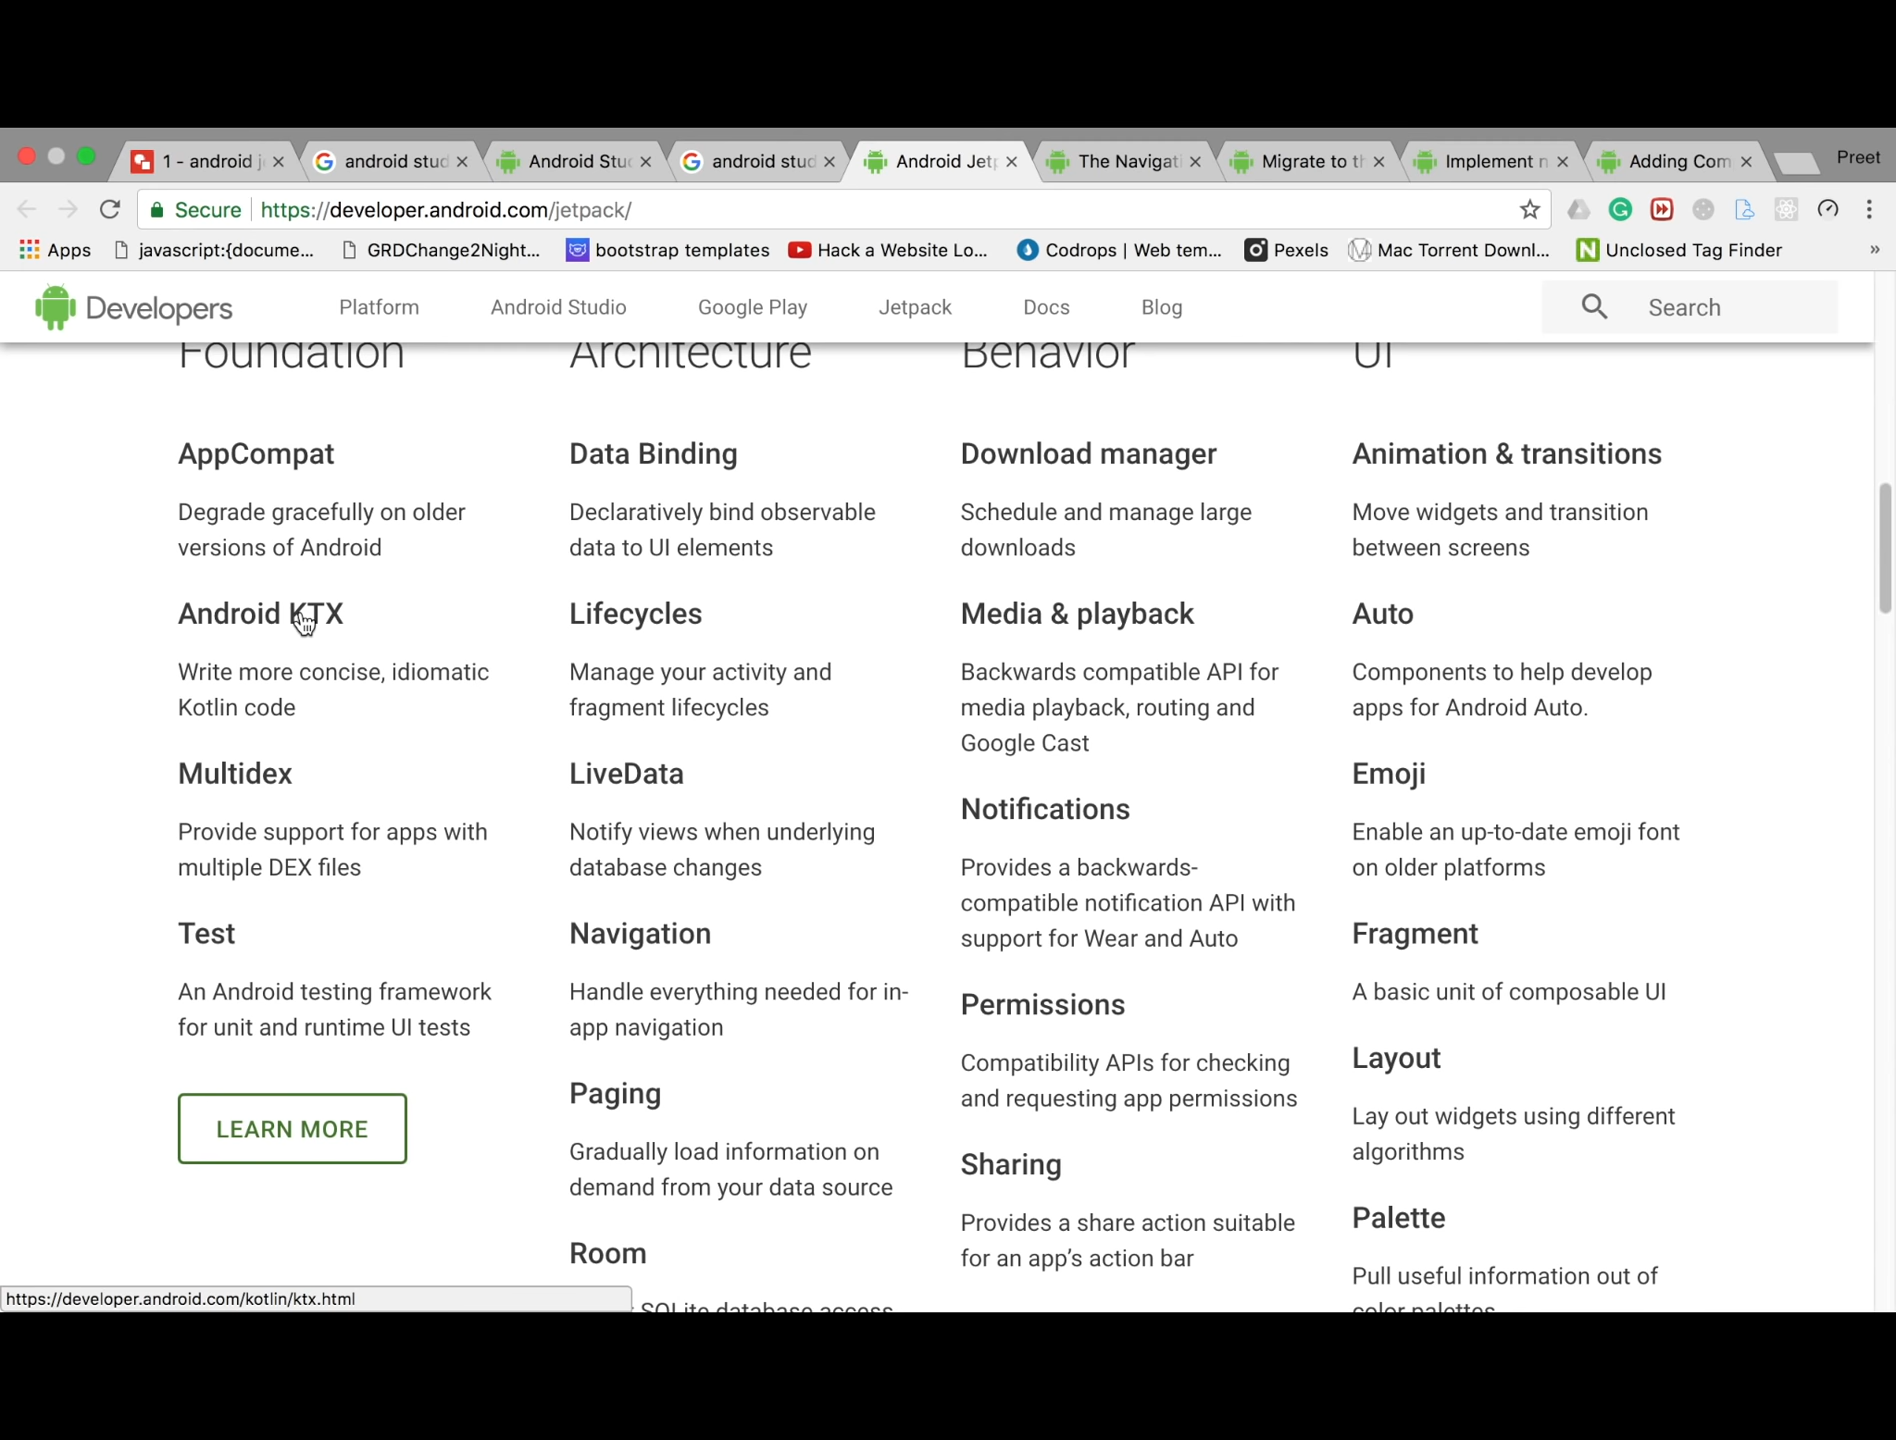 1 - android j
android stud
Android Stud
android stud
Android Jetp
The Navigati
Migrate to th
Implement n
Adding Com
Preet
Secure
https://developer.android.com/jetpack/
Apps
javascript:{docume...
GRDChange2Night...
bootstrap templates
Hack a Website Lo...
Codrops | Web tem...
Pexels
Mac Torrent Downl...
Unclosed Tag Finder
»
Developers
Platform
Android Studio
Google Play
Jetpack
Docs
Blog
Search
Foundation
AppCompat
Degrade gracefully on older
versions of Android
Android KTX
Write more concise, idiomatic
Kotlin code
Multidex
Provide support for apps with
multiple DEX files
Test
An Android testing framework
for unit and runtime UI tests
LEARN MORE
Architecture
Data Binding
Declaratively bind observable
data to UI elements
Lifecycles
Manage your activity and
fragment lifecycles
LiveData
Notify views when underlying
database changes
Navigation
Handle everything needed for in-
app navigation
Paging
Gradually load information on
demand from your data source
Room
SQLite database access
Behavior
Download manager
Schedule and manage large
downloads
Media & playback
Backwards compatible API for
media playback, routing and
Google Cast
Notifications
Provides a backwards-
compatible notification API with
support for Wear and Auto
Permissions
Compatibility APIs for checking
and requesting app permissions
Sharing
Provides a share action suitable
for an app's action bar
UI
Animation & transitions
Move widgets and transition
between screens
Auto
Components to help develop
apps for Android Auto.
Emoji
Enable an up-to-date emoji font
on older platforms
Fragment
A basic unit of composable UI
Layout
Lay out widgets using different
algorithms
Palette
Pull useful information out of
color palettes
https://developer.android.com/kotlin/ktx.html